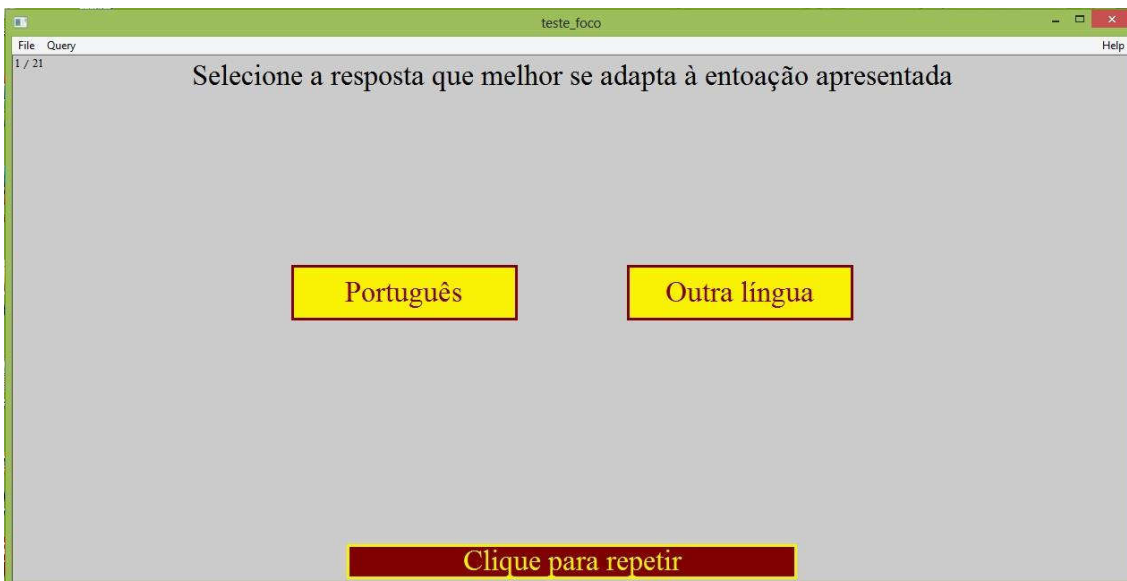 teste_foco
File Query Help
1 / 21
Selecione a resposta que melhor se adapta à entoação apresentada
Português
Outra língua
Clique para repetir